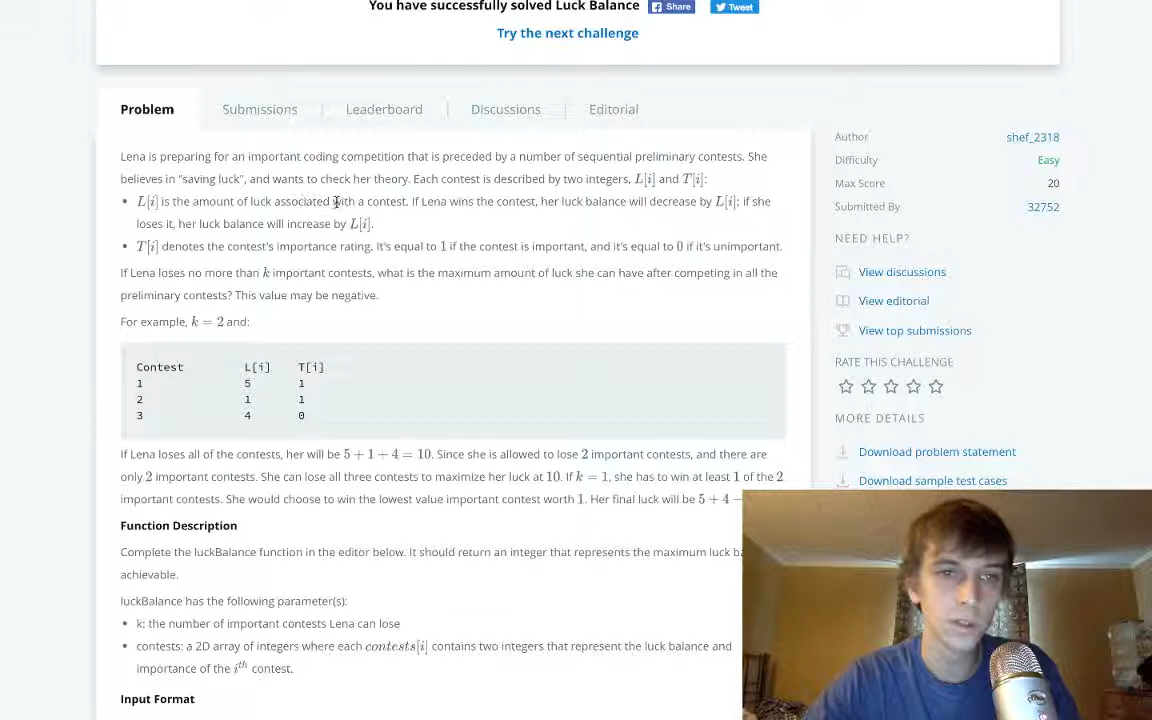 You have successfully solved Luck Balance Share Tweet
Try the next challenge
Problem Submissions Leaderboard Discussions Editorial
Lena is preparing for an important coding competition that is preceded by a number of sequential preliminary contests. She
believes in "saving luck", and wants to check her theory. Each contest is described by two integers, L[i] and T[i]:
• L[i] is the amount of luck associated with a contest. If Lena wins the contest, her luck balance will decrease by L[i]; if she
loses it, her luck balance will increase by L[i].
• T[i] denotes the contest's importance rating. It's equal to 1 if the contest is important, and it's equal to 0 if it's unimportant.
If Lena loses no more than k important contests, what is the maximum amount of luck she can have after competing in all the
preliminary contests? This value may be negative.
For example, k = 2 and:
Contest L[i] T[i]
1 5 1
2 1 1
3 4 0
If Lena loses all of the contests, her will be 5 + 1 + 4 = 10. Since she is allowed to lose 2 important contests, and there are
only 2 important contests. She can lose all three contests to maximize her luck at 10. If k = 1, she has to win at least 1 of the 2
important contests. She would choose to win the lowest value important contest worth 1. Her final luck will be 5 + 4 −
Function Description
Complete the luckBalance function in the editor below. It should return an integer that represents the maximum luck
achievable.
luckBalance has the following parameter(s):
• k: the number of important contests Lena can lose
• contests: a 2D array of integers where each contests[i] contains two integers that represent the luck balance and
importance of the i^th contest.
Input Format
Author shef_2318
Difficulty Easy
Max Score 20
Submitted By 32752
NEED HELP?
View discussions
View editorial
View top submissions
RATE THIS CHALLENGE
MORE DETAILS
Download problem statement
Download sample test cases